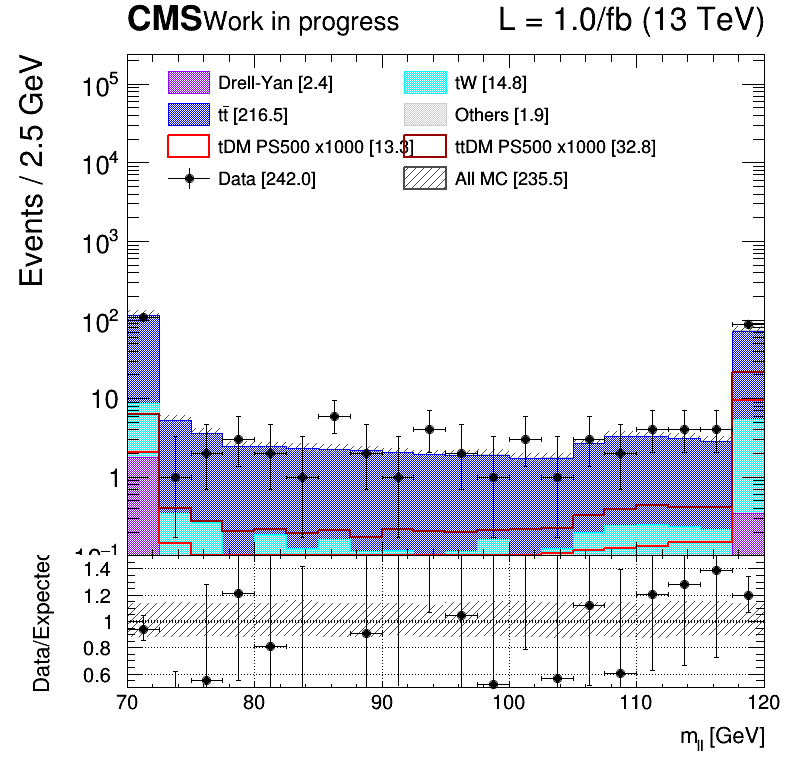 CMS Work in progress L = 1.0/fb (13 TeV)
Events / 2.5 GeV
Drell-Yan [2.4] tW [14.8]
tt̄ [216.5] Others [1.9]
tDM PS500 x1000 [13.3] ttDM PS500 x1000 [32.8]
Data [242.0] All MC [235.5]
10⁵
10⁴
10³
10²
10
1
10⁻¹
Data/Expected
1.4
1.2
1
0.8
0.6
70 80 90 100 110 120
m_ll [GeV]